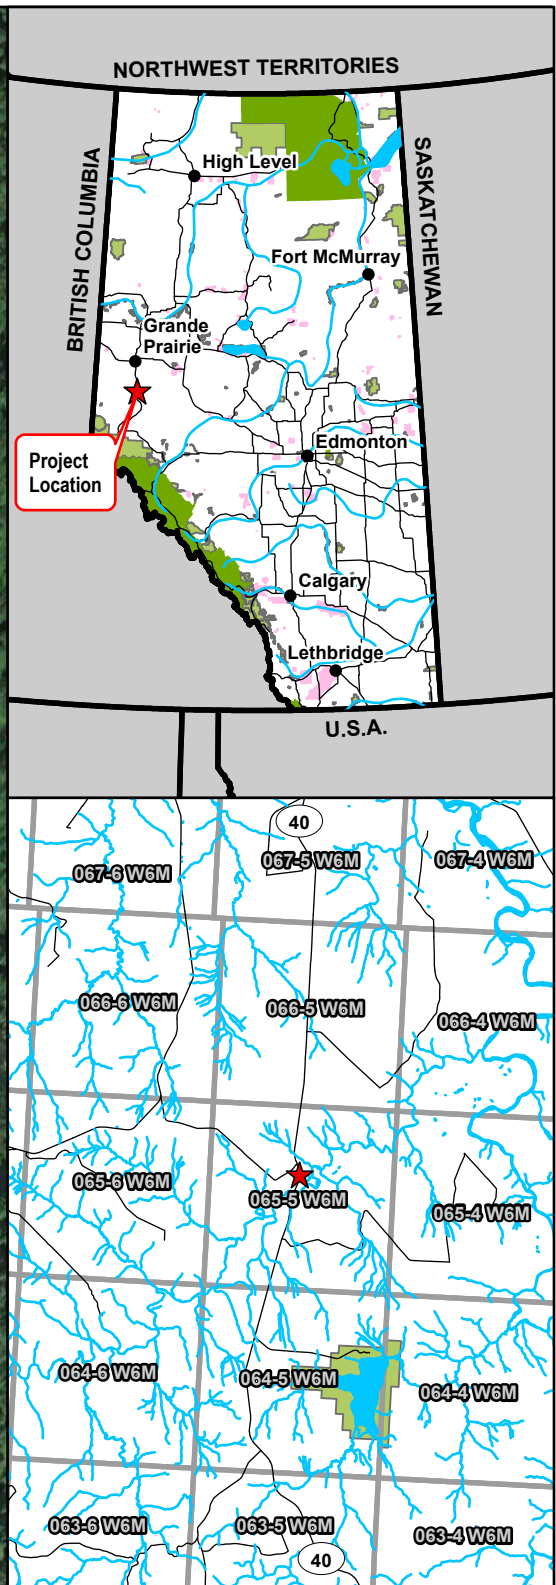 NORTHWEST TERRITORIES
BRITISH COLUMBIA
SASKATCHEWAN
High Level
Fort McMurray
Grande
Prairie
Project
Location
Edmonton
Calgary
Lethbridge
U.S.A.
40
067-6 W6M
067-5 W6M
067-4 W6M
066-6 W6M
066-5 W6M
066-4 W6M
065-6 W6M
065-5 W6M
065-4 W6M
064-6 W6M
064-5 W6M
064-4 W6M
063-6 W6M
063-5 W6M
063-4 W6M
40